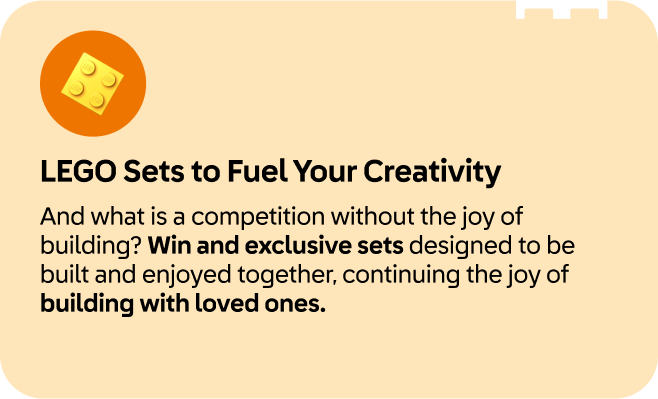 LEGO Sets to Fuel Your Creativity
And what is a competition without the joy of
building? Win and exclusive sets designed to be
built and enjoyed together, continuing the joy of
building with loved ones.